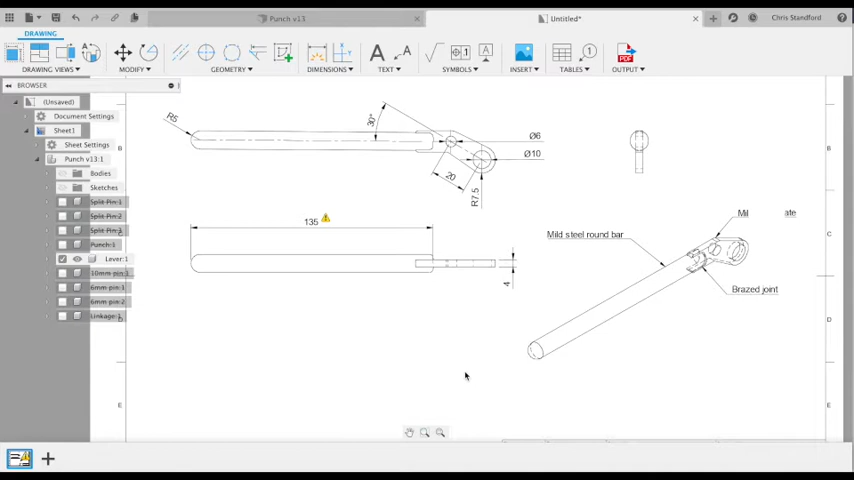 Punch v13
Untitled*
Chris Standford
DRAWING
DRAWING VIEWS
MODIFY
GEOMETRY
DIMENSIONS
TEXT
SYMBOLS
INSERT
TABLES
OUTPUT
BROWSER
(Unsaved)
Document Settings
Sheet1
Sheet Settings
Punch v13:1
Bodies
Sketches
Split Pin:1
Split Pin:2
Split Pin:3
Punch:1
Lever:1
10mm pin:1
6mm pin:1
6mm pin:2
Linkage:1
R5
30°
Ø6
Ø10
20
R7.5
135
4
Mild steel round bar
Mil ate
Brazed joint
B
C
D
E
B
E
PDF